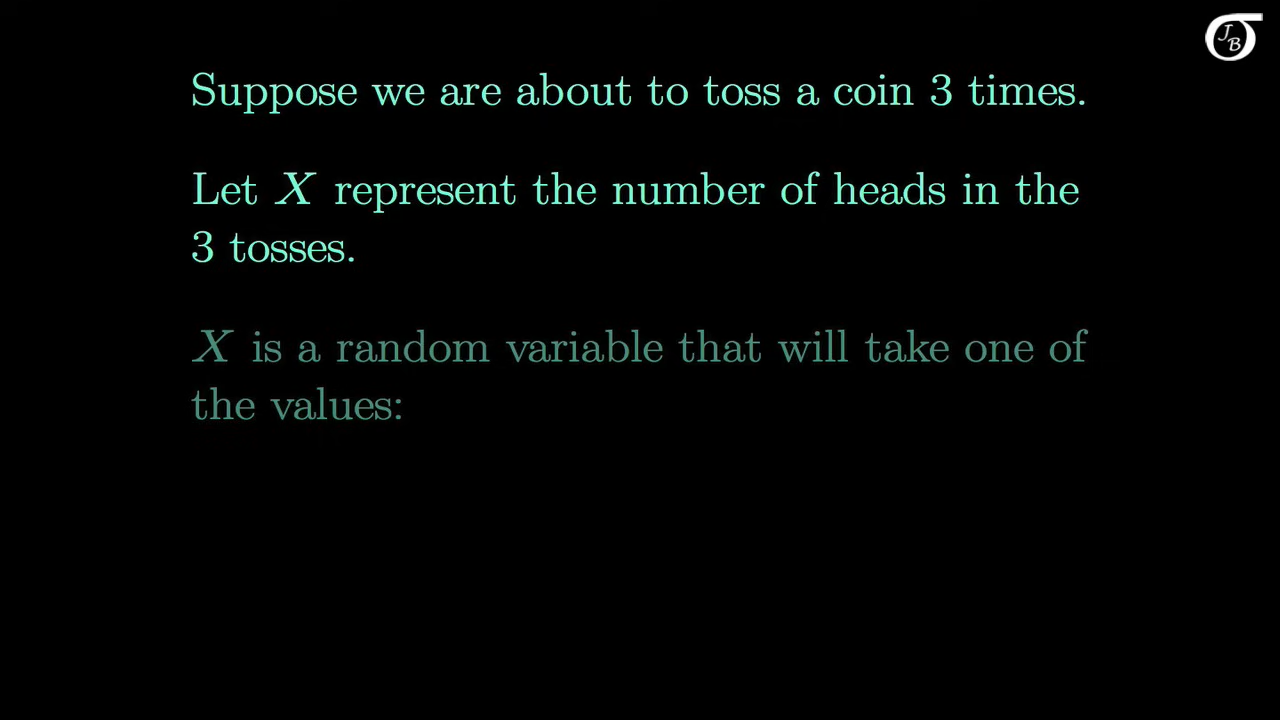 σ
JB
Suppose we are about to toss a coin 3 times.
Let X represent the number of heads in the
3 tosses.
X is a random variable that will take one of
the values: